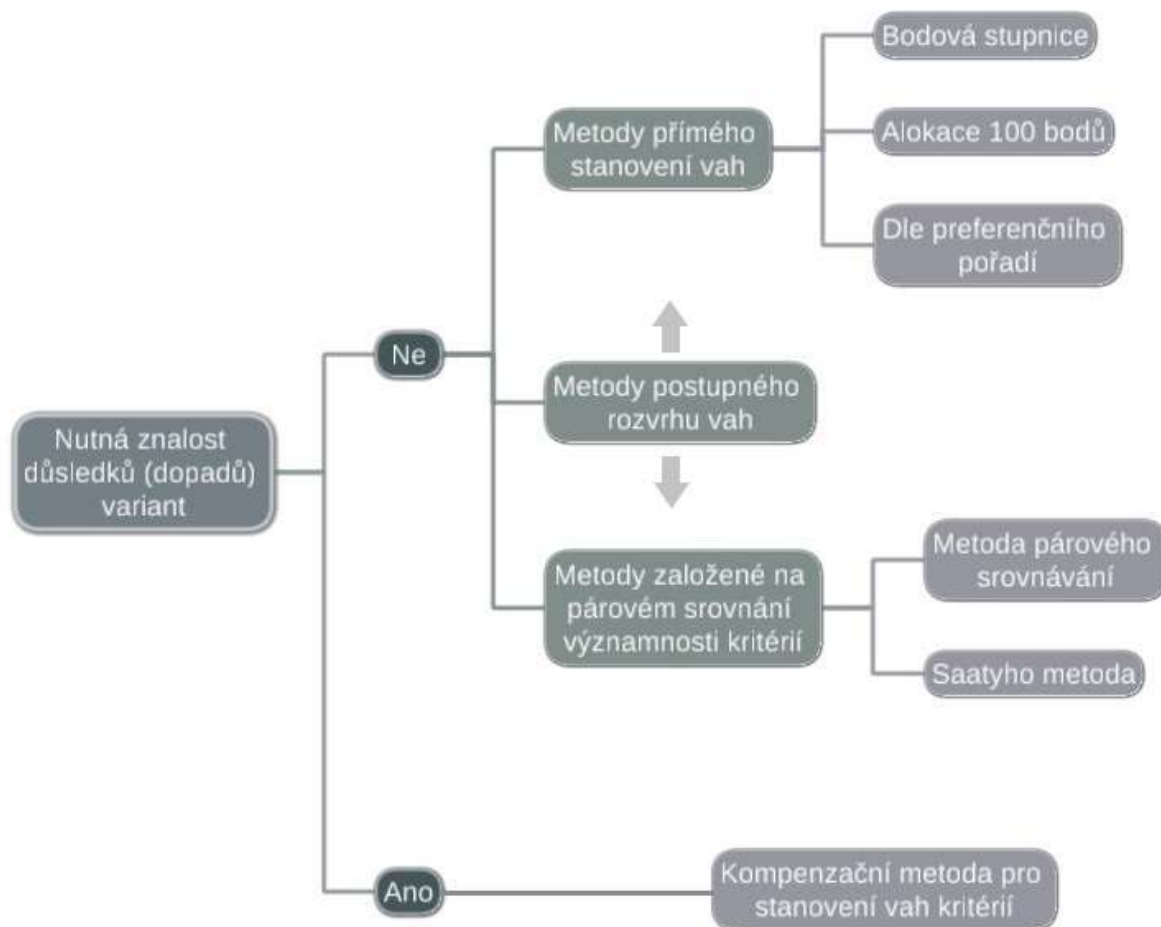 Nutná znalost
důsledků (dopadů)
variant
Ne
Metody přímého
stanovení vah
Bodová stupnice
Alokace 100 bodů
Dle preferenčního
pořadí
Metody postupného
rozvrhu vah
Metody založené na
párovém srovnání
významnosti kritérií
Metoda párového
srovnávání
Saatyho metoda
Ano
Kompenzační metoda pro
stanovení vah kritérií